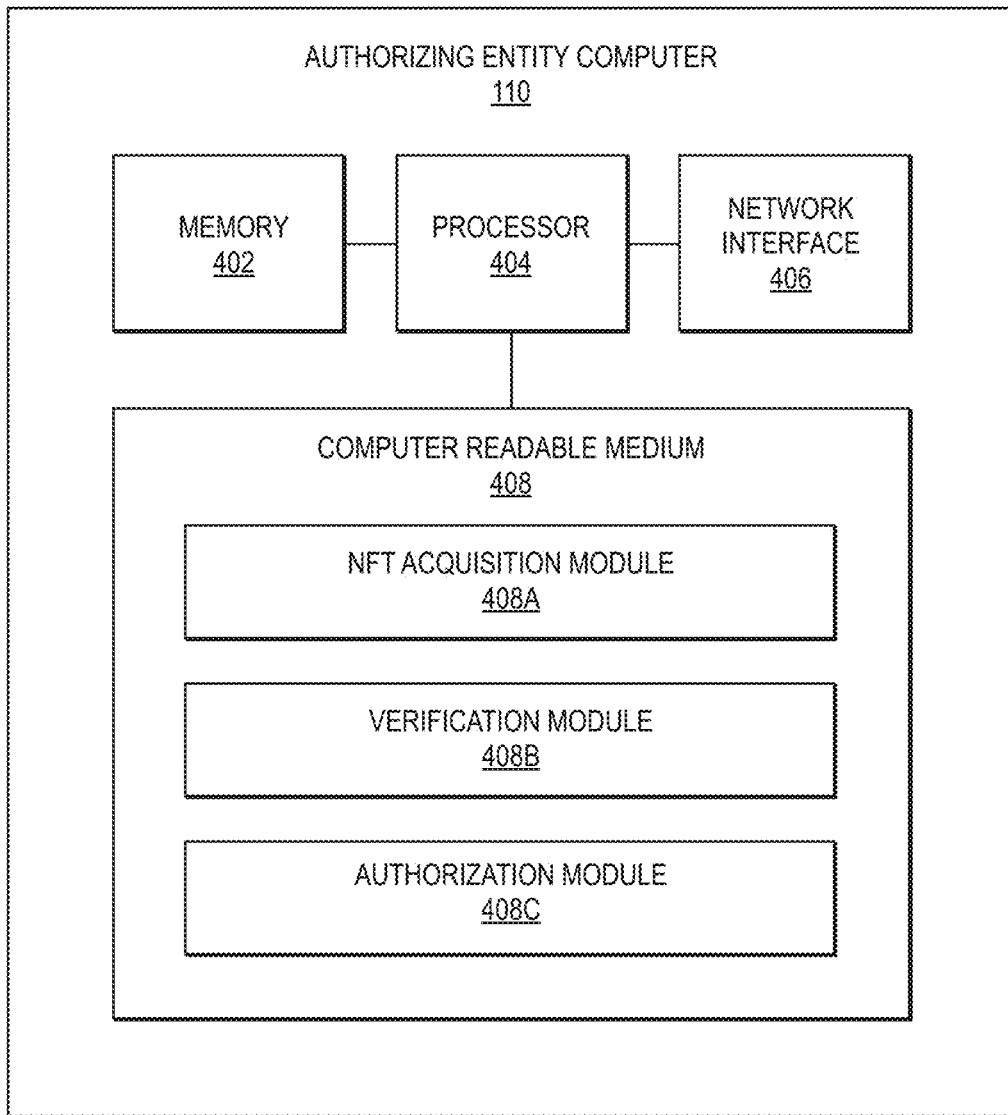 AUTHORIZING ENTITY COMPUTER
110
MEMORY
402
PROCESSOR
404
NETWORK
INTERFACE
406
COMPUTER READABLE MEDIUM
408
NFT ACQUISITION MODULE
408A
VERIFICATION MODULE
408B
AUTHORIZATION MODULE
408C